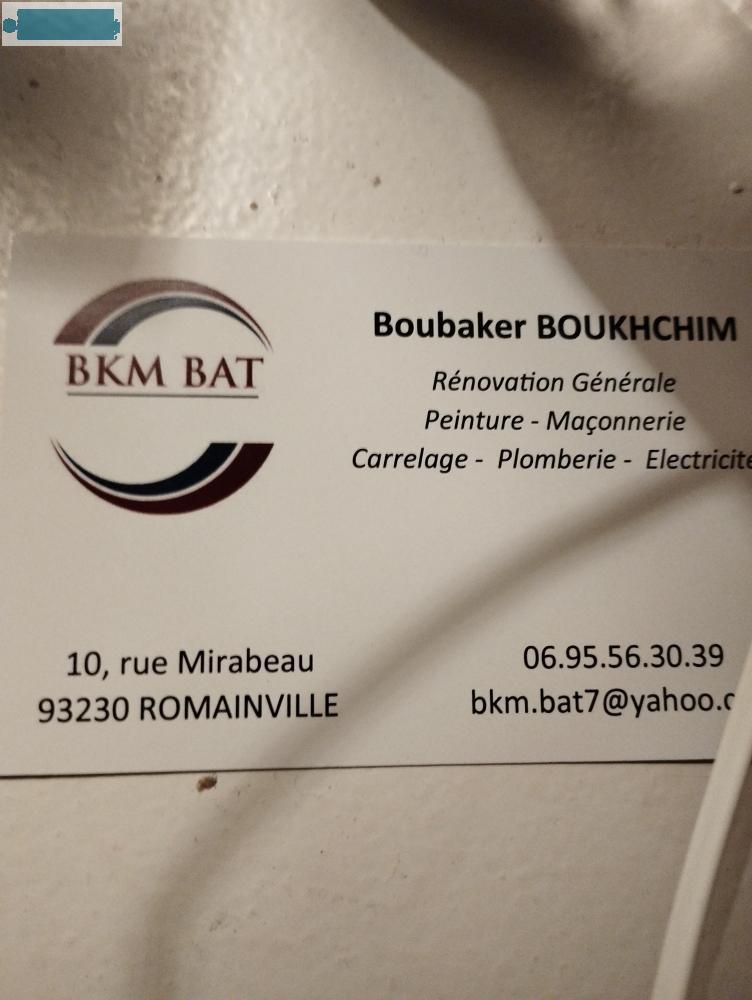 BKM BAT
Boubaker BOUKHCHIM
Rénovation Générale
Peinture - Maçonnerie
Carrelage - Plomberie - Electricité
10, rue Mirabeau
93230 ROMAINVILLE
06.95.56.30.39
bkm.bat7@yahoo.c